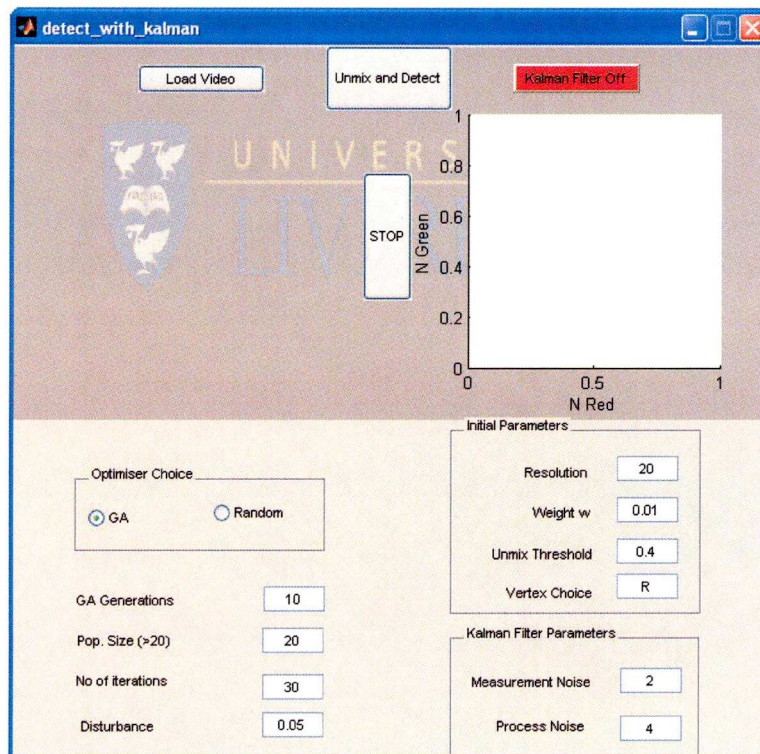 detect_with_kalman
Load Video
Unmix and Detect
Kalman Filter Off
UNIVERS
LIV
STOP
N Green
1
0.8
0.6
0.4
0.2
0
0
0.5
1
N Red
Optimiser Choice
GA
Random
GA Generations
10
Pop. Size (>20)
20
No of iterations
30
Disturbance
0.05
Initial Parameters
Resolution
20
Weight w
0.01
Unmix Threshold
0.4
Vertex Choice
R
Kalman Filter Parameters
Measurement Noise
2
Process Noise
4